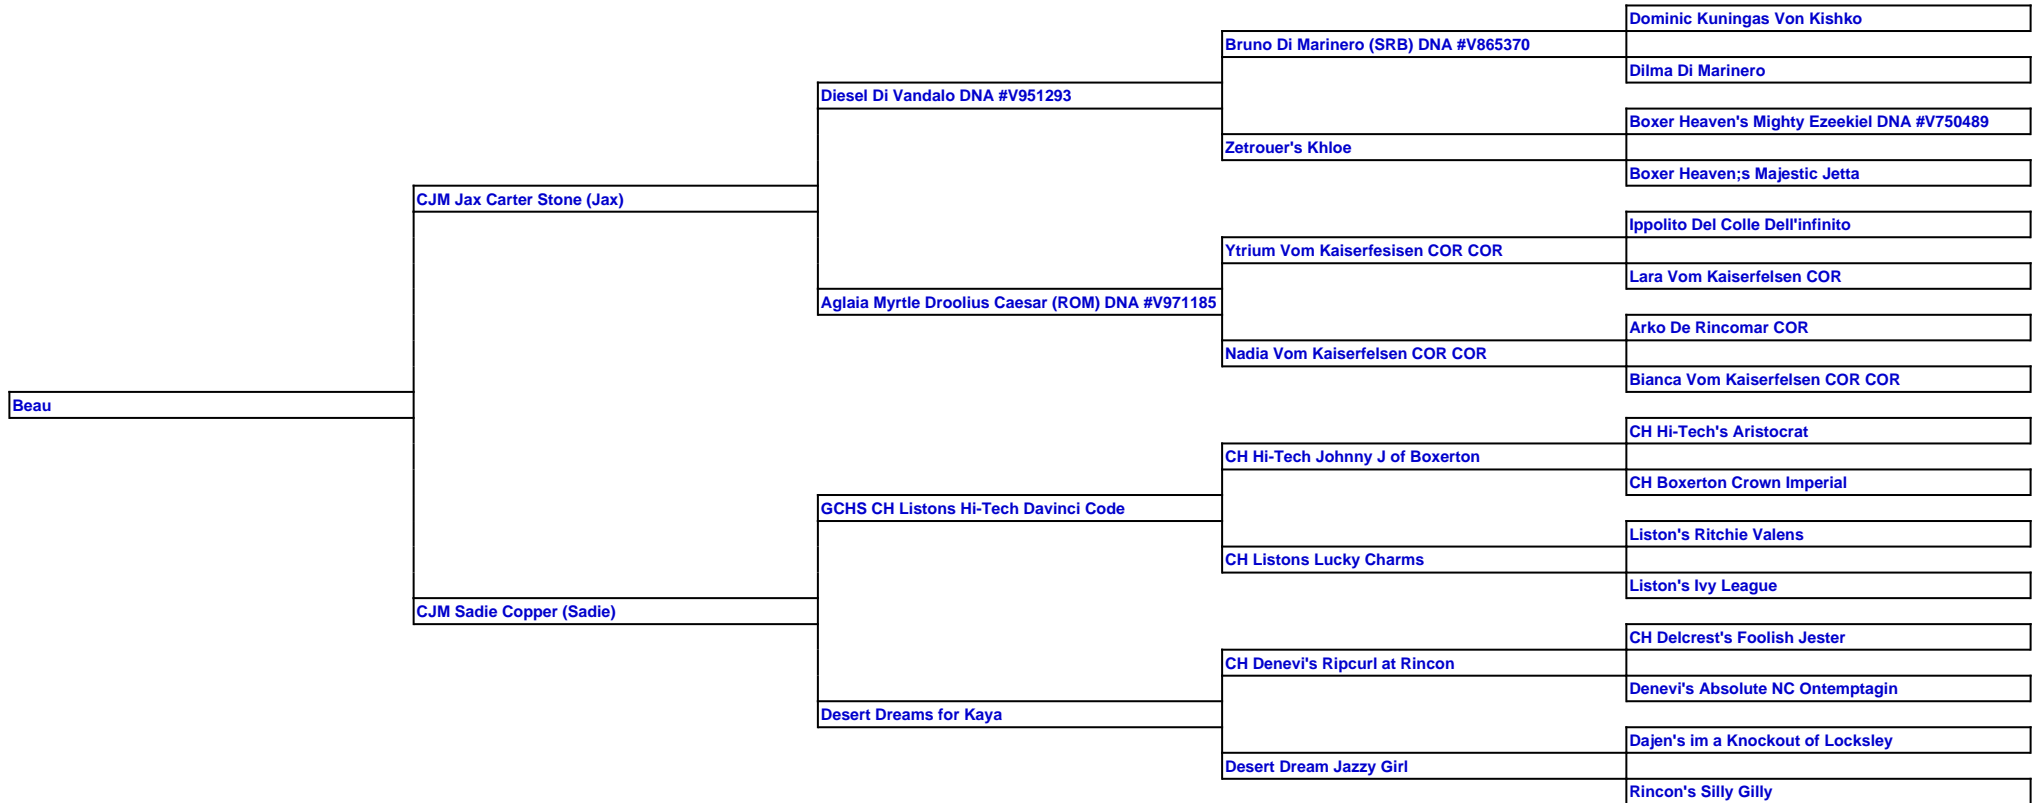 Dominic Kuningas Von Kishko
Bruno Di Marinero (SRB) DNA #V865370
Dilma Di Marinero
Diesel Di Vandalo DNA #V951293
Boxer Heaven's Mighty Ezeekiel DNA #V750489
Zetrouer's Khloe
Boxer Heaven;s Majestic Jetta
CJM Jax Carter Stone (Jax)
Ippolito Del Colle Dell'infinito
Ytrium Vom Kaiserfesisen COR COR
Lara Vom Kaiserfelsen COR
Aglaia Myrtle Droolius Caesar (ROM) DNA #V971185
Arko De Rincomar COR
Nadia Vom Kaiserfelsen COR COR
Bianca Vom Kaiserfelsen COR COR
Beau
CH Hi-Tech's Aristocrat
CH Hi-Tech Johnny J of Boxerton
CH Boxerton Crown Imperial
GCHS CH Listons Hi-Tech Davinci Code
Liston's Ritchie Valens
CH Listons Lucky Charms
Liston's Ivy League
CJM Sadie Copper (Sadie)
CH Delcrest's Foolish Jester
CH Denevi's Ripcurl at Rincon
Denevi's Absolute NC Ontemptagin
Desert Dreams for Kaya
Dajen's im a Knockout of Locksley
Desert Dream Jazzy Girl
Rincon's Silly Gilly